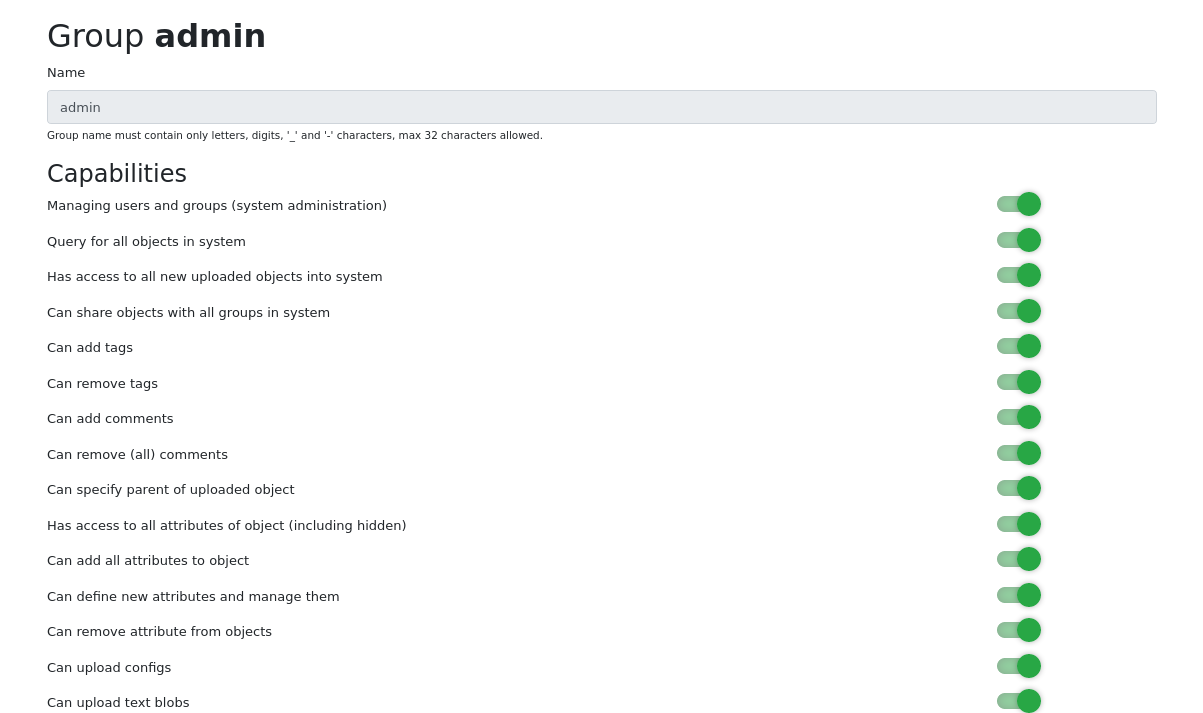 Group admin
Name
admin
Group name must contain only letters, digits, '_' and '-' characters, max 32 characters allowed.
Capabilities
Managing users and groups (system administration)
Query for all objects in system
Has access to all new uploaded objects into system
Can share objects with all groups in system
Can add tags
Can remove tags
Can add comments
Can remove (all) comments
Can specify parent of uploaded object
Has access to all attributes of object (including hidden)
Can add all attributes to object
Can define new attributes and manage them
Can remove attribute from objects
Can upload configs
Can upload text blobs